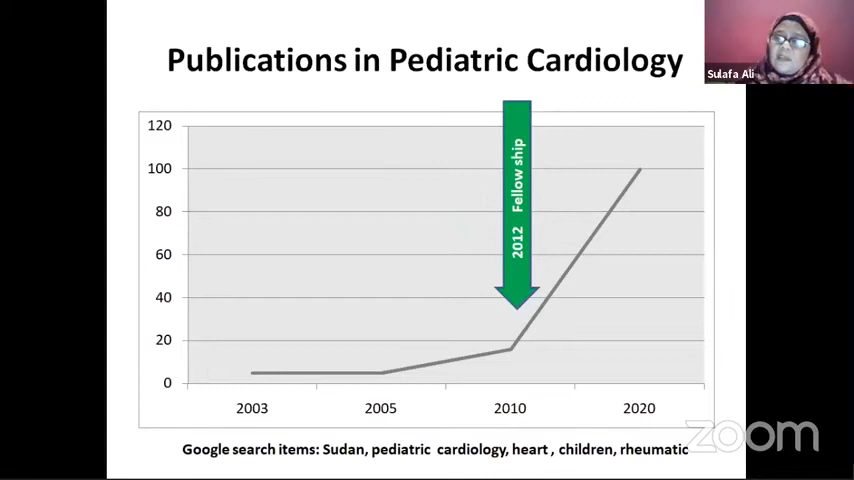 Publications in Pediatric Cardiology
Sulafa Ali
120
100
80
60
40
20
0
2012 Fellow ship
2003 2005 2010 2020
Google search items: Sudan, pediatric cardiology, heart , children, rheumatic
zoom